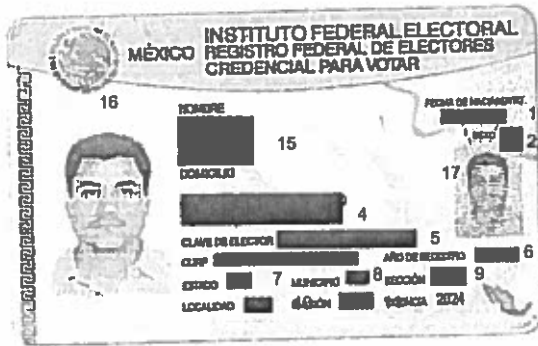 MÉXICO
INSTITUTO FEDERAL ELECTORAL
REGISTRO FEDERAL DE ELECTORES
CREDENCIAL PARA VOTAR
16
NOMBRE
FECHA DE NACIMIENTO
1
15
SEXO
2
DOMICILIO
17
4
CLAVE DE ELECTOR
5
CURP
AÑO DE REGISTRO
6
ESTADO
7
MUNICIPIO
8
SECCIÓN
9
LOCALIDAD
10
EMISIÓN
VIGENCIA 2024